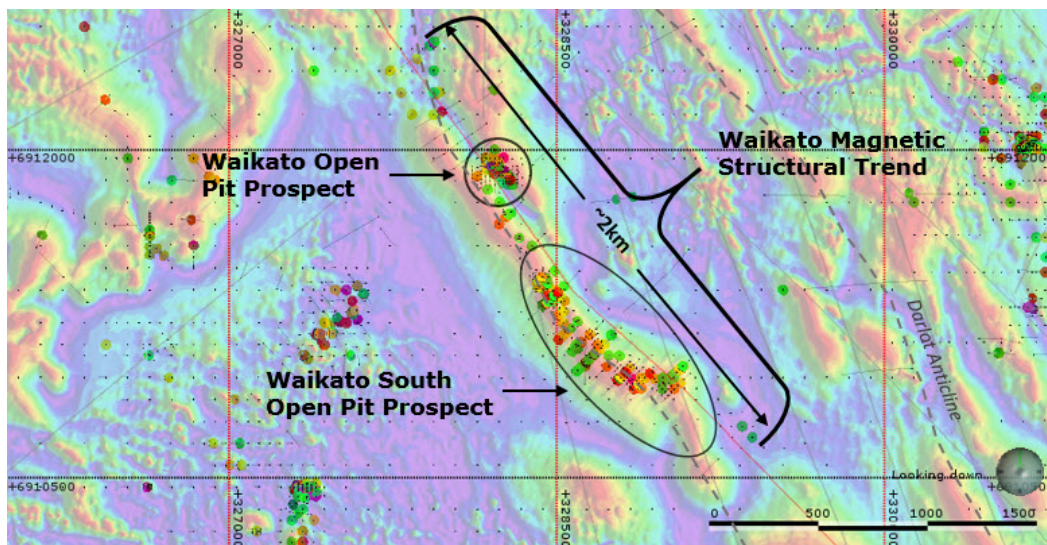 +327000
+328500
+330000
+6912000
+6912000
Waikato Open
Pit Prospect
Waikato Magnetic
Structural Trend
~2km
Waikato South
Open Pit Prospect
Darlot Anticline
Looking down
+6910500
+327000
+328500
0 500 1000 1500